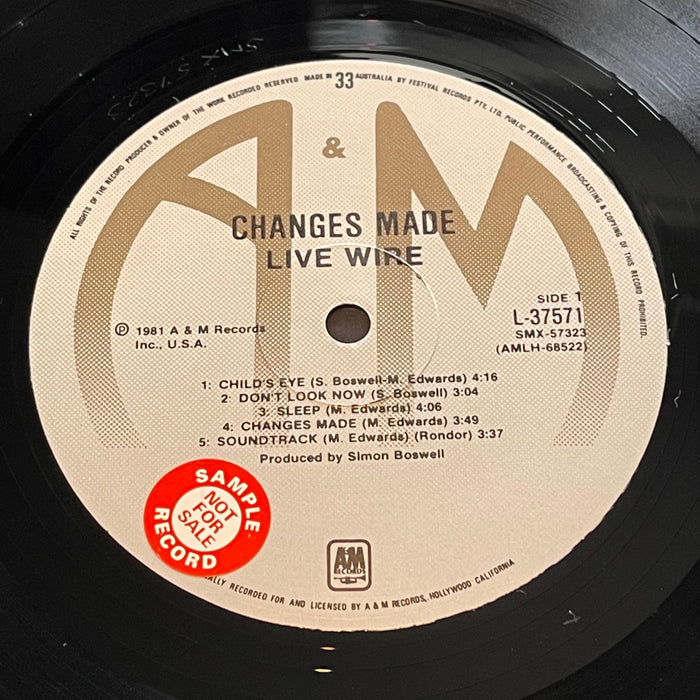 SMX 57323
ALL RIGHTS OF THE RECORD PRODUCER & OWNER OF THE WORK RECORDED RESERVED MADE IN 33 AUSTRALIA BY FESTIVAL RECORDS PTY. LTD. PUBLIC PERFORMANCE BROADCASTING & COPYING OF THIS RECORD PROHIBITED.
A & M
CHANGES MADE
LIVE WIRE
SIDE 1
L-37571
SMX-57323
(AMLH-68522)
Ⓟ 1981 A & M Records
Inc., U.S.A.
1: CHILD'S EYE (S. Boswell-M. Edwards) 4:16
2: DON'T LOOK NOW (S. Boswell) 3:04
3: SLEEP (M. Edwards) 4:06
4: CHANGES MADE (M. Edwards) 3:49
5: SOUNDTRACK (M. Edwards) (Rondor) 3:37
Produced by Simon Boswell
SAMPLE
NOT
FOR
SALE
RECORD
A&M
RECORDS
RECORDED FOR AND LICENSED BY A & M RECORDS, HOLLYWOOD CALIFORNIA